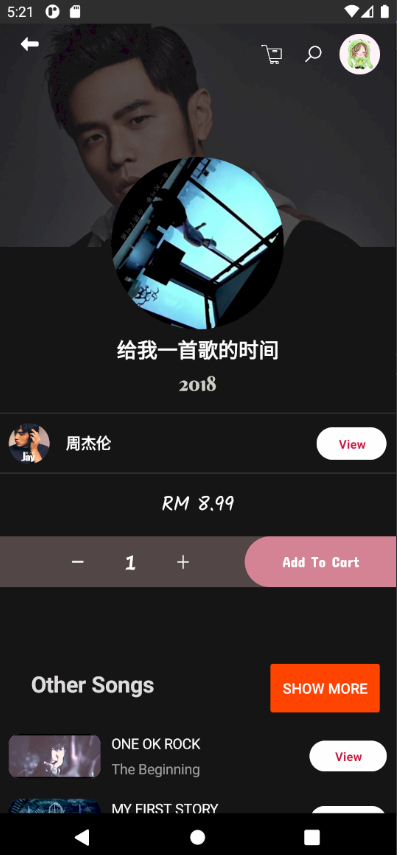 5:21
给我一首歌的时间
2018
Jay
周杰伦
View
RM 8.99
1
Add To Cart
Other Songs
SHOW MORE
ONE OK ROCK
View
The Beginning
MY FIRST STORY